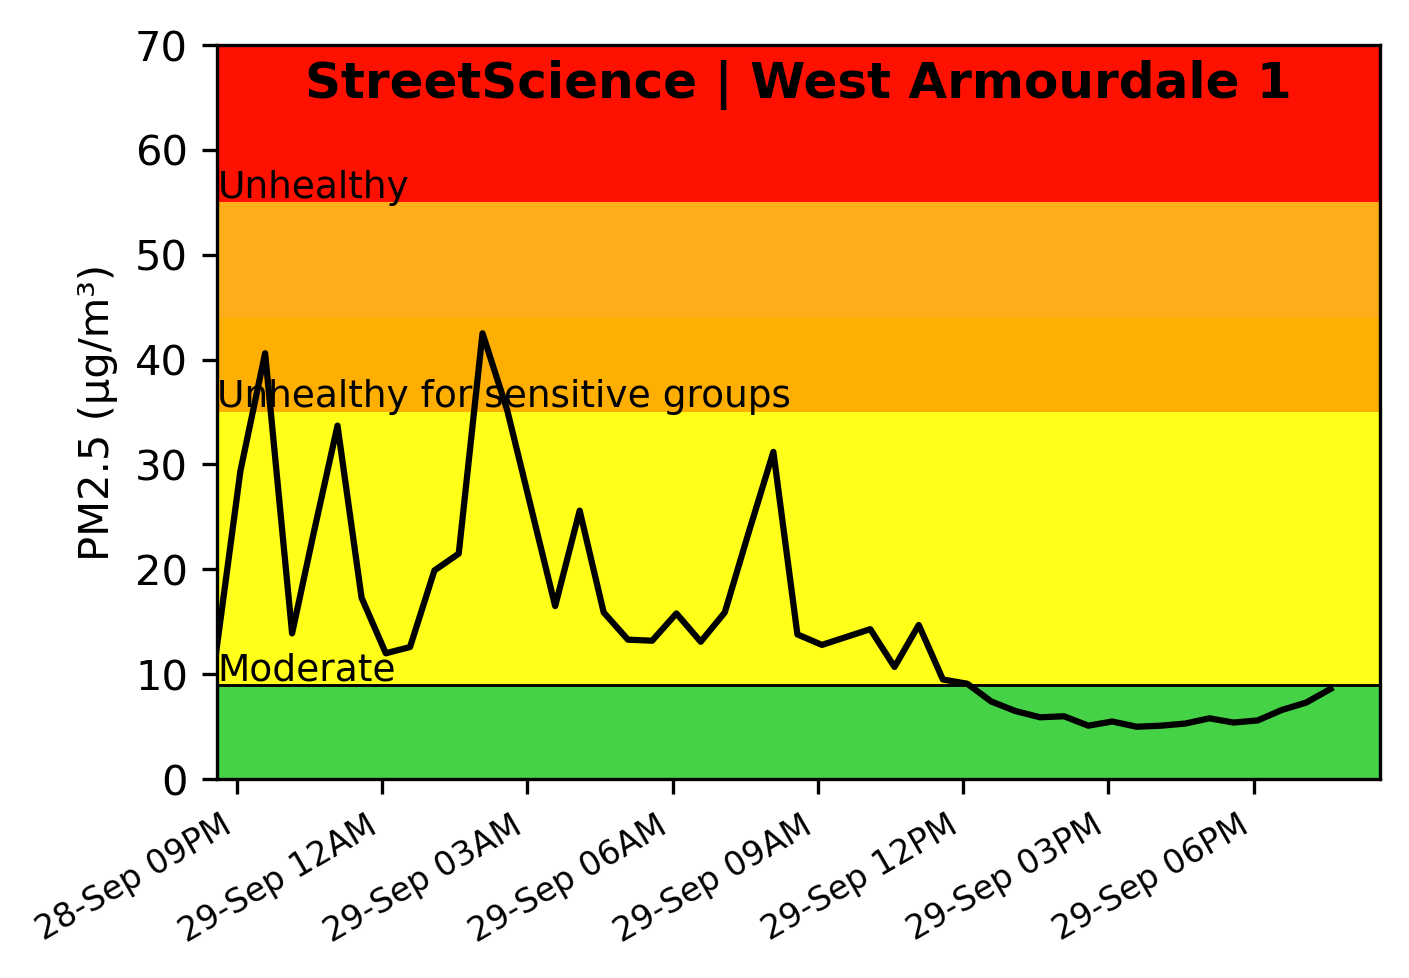 StreetScience | West Armourdale 1
70
60
50
40
30
20
10
0
PM2.5 (µg/m³)
Unhealthy
Unhealthy for sensitive groups
Moderate
28-Sep 09PM
29-Sep 12AM
29-Sep 03AM
29-Sep 06AM
29-Sep 09AM
29-Sep 12PM
29-Sep 03PM
29-Sep 06PM